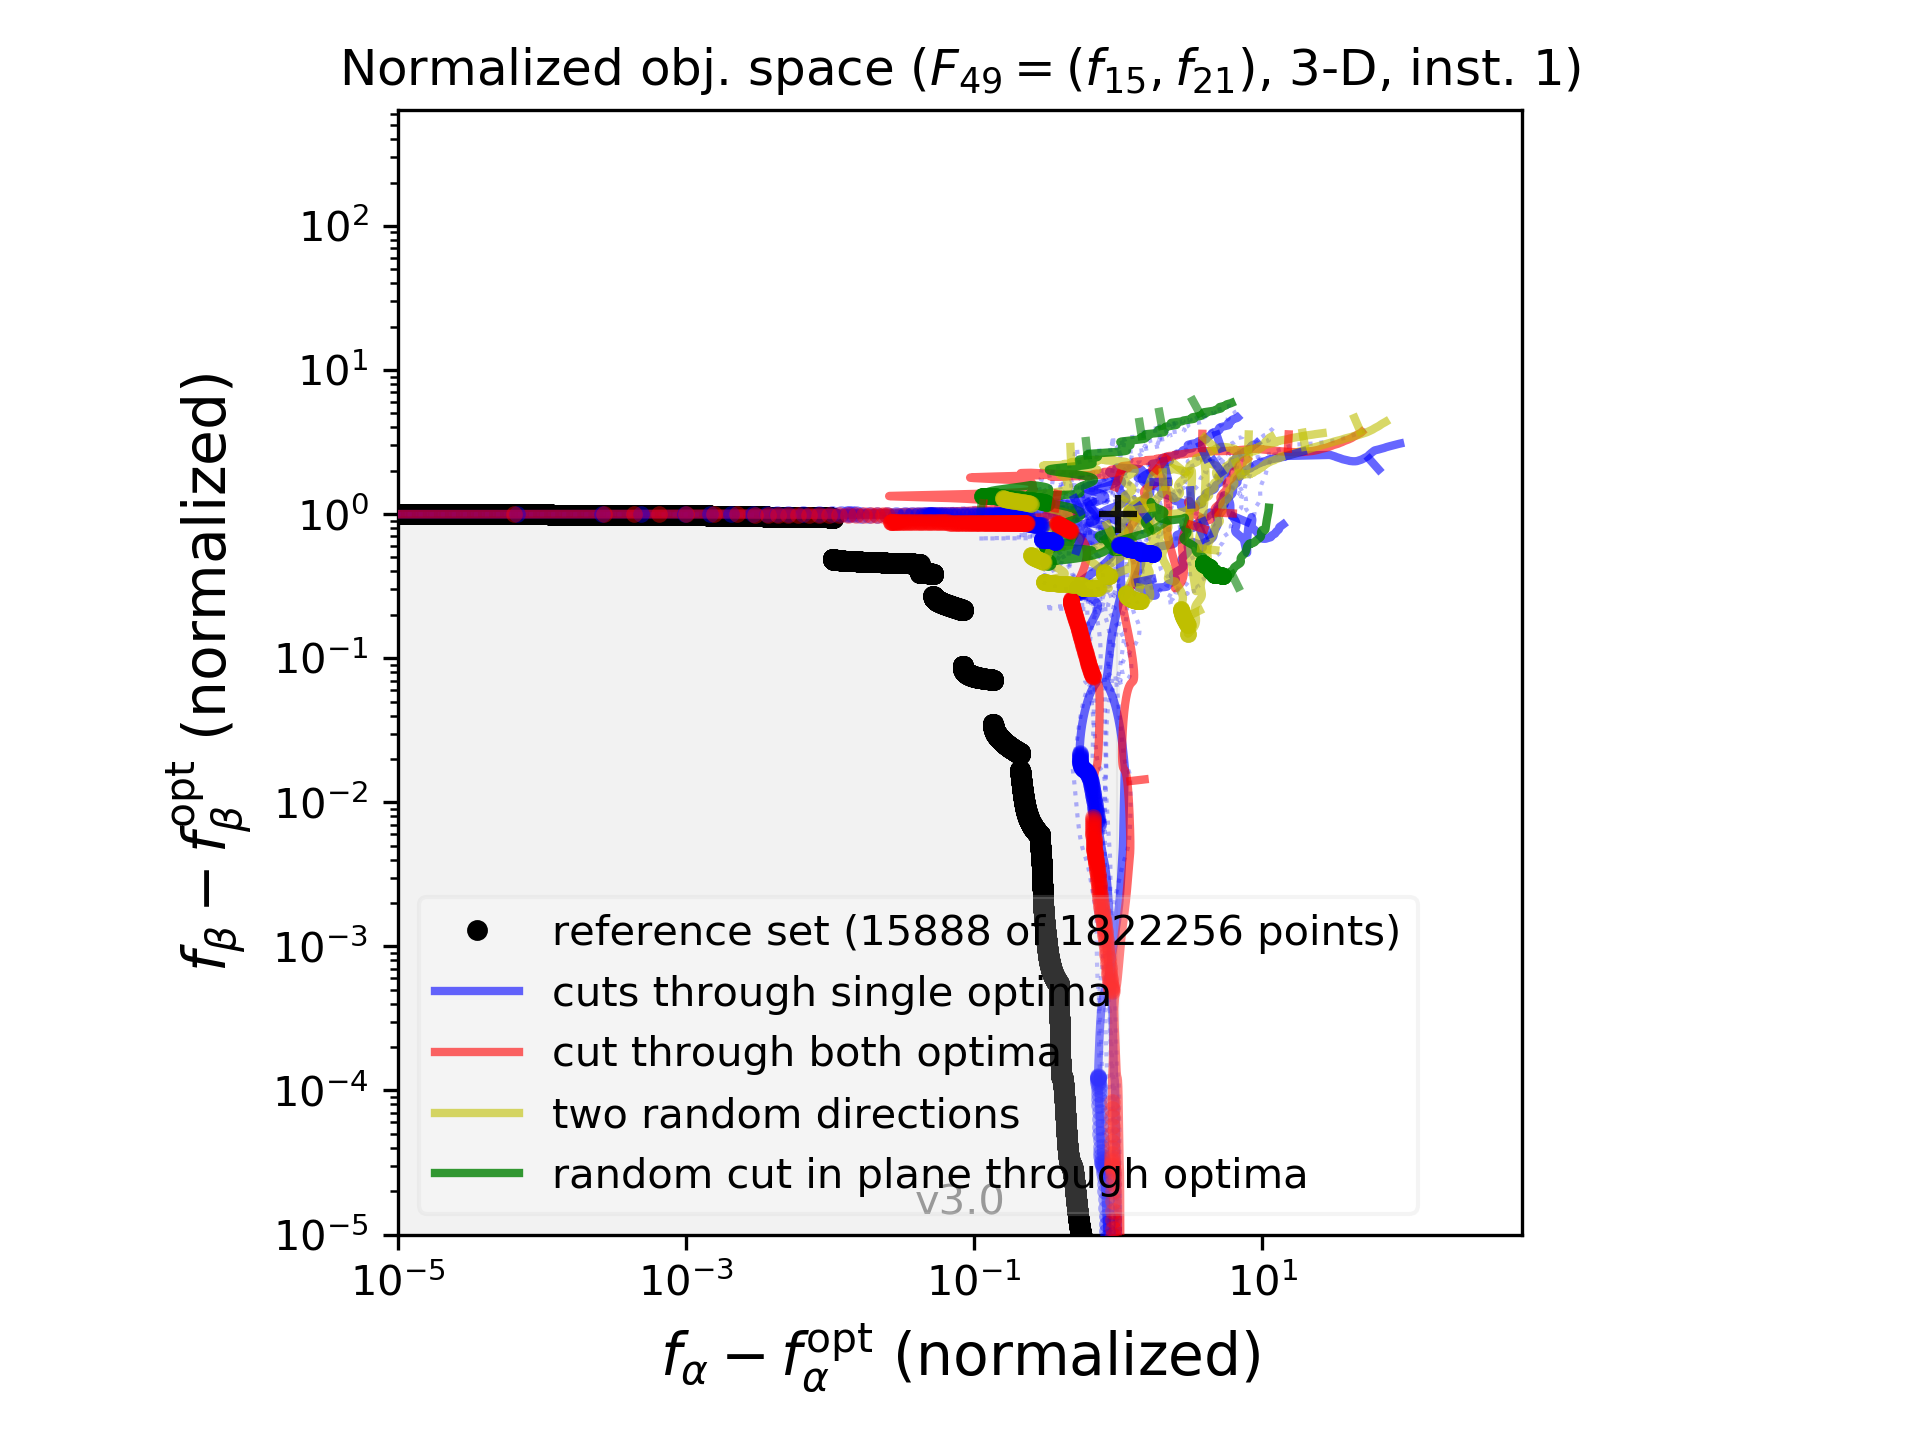 Normalized obj. space (F₄₉ = (f₁₅, f₂₁), 3-D, inst. 1)
10²
10¹
10⁰
10⁻¹
10⁻²
10⁻³
10⁻⁴
10⁻⁵
f_β − f_β^opt (normalized)
reference set (15888 of 1822256 points)
cuts through single optima
cut through both optima
two random directions
random cut in plane through optima
v3.0
10⁻⁵ 10⁻³ 10⁻¹ 10¹
f_α − f_α^opt (normalized)